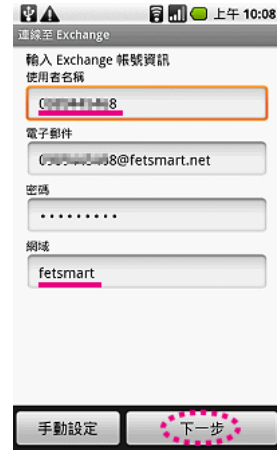 上午 10:08
連線至 Exchange
輸入 Exchange 帳號資訊
使用者名稱
電子郵件
@fetsmart.net
密碼
•••••••••
網域
fetsmart
手動設定
下一步